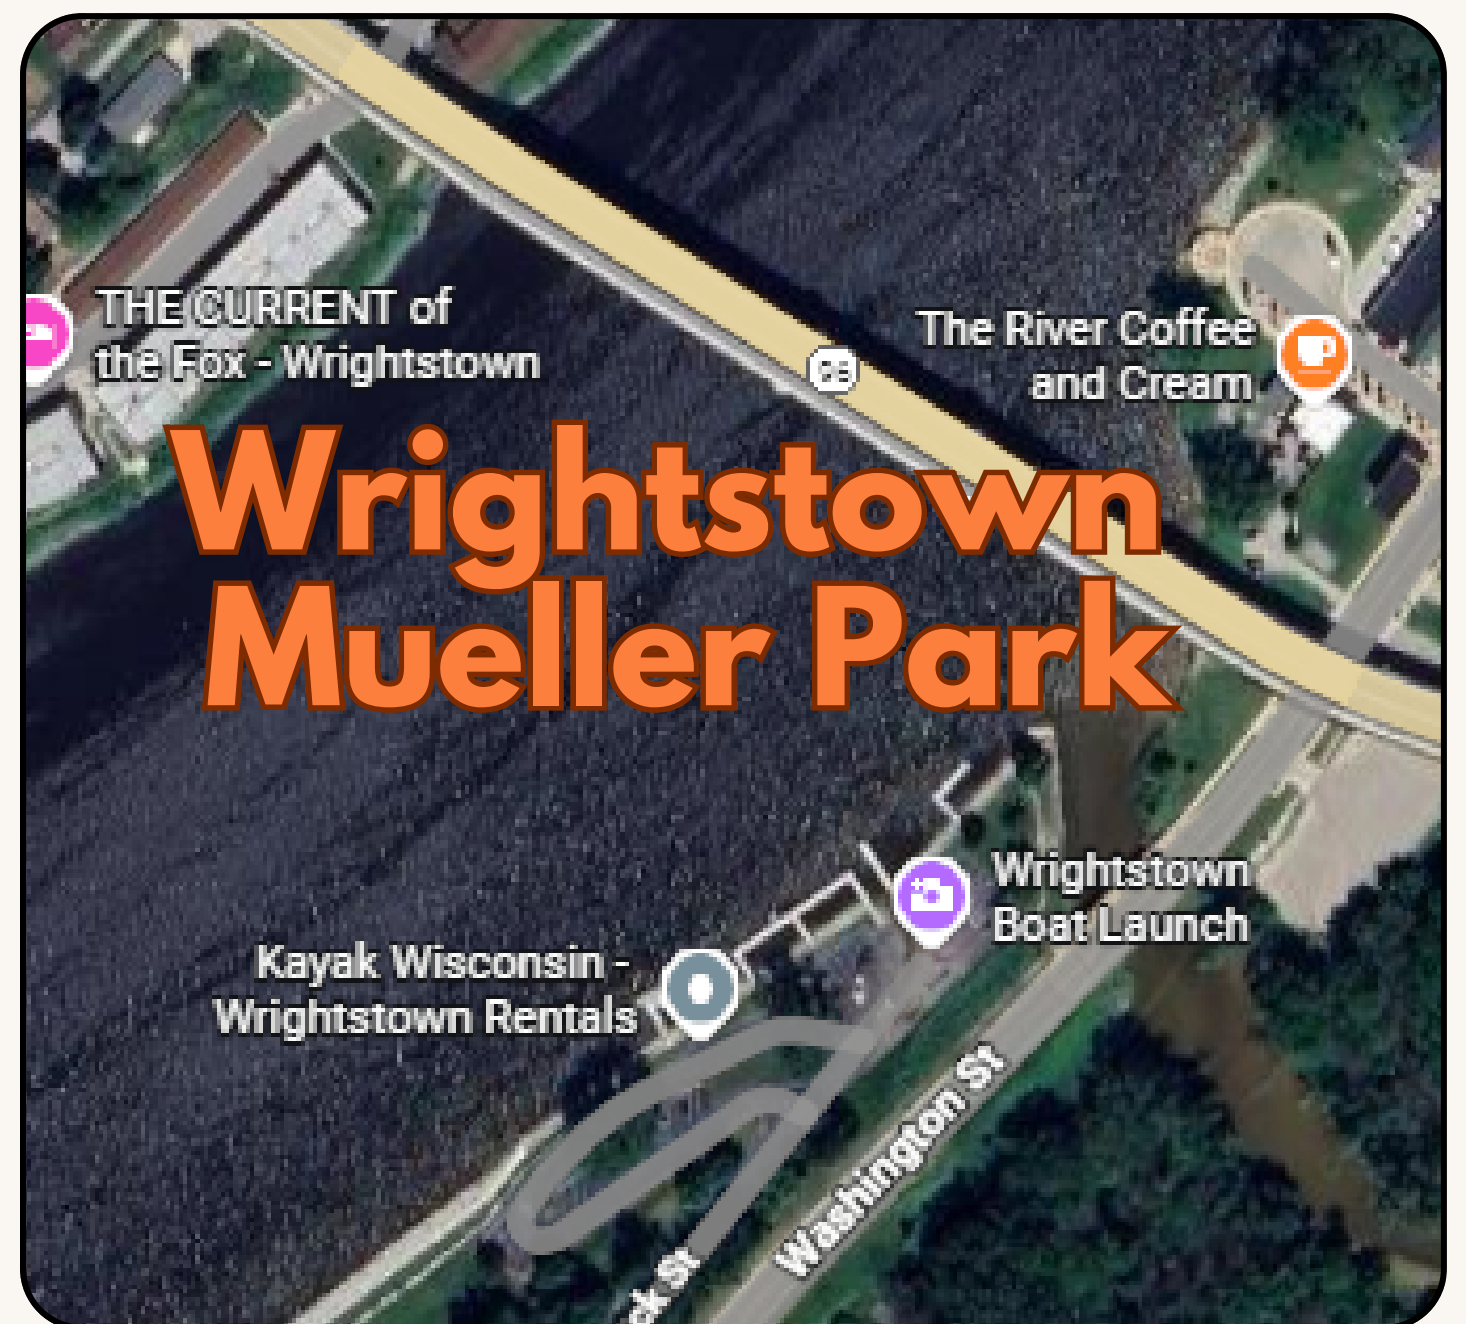 THE CURRENT of
the Fox - Wrightstown
The River Coffee
and Cream
Wrightstown
Mueller Park
Wrightstown
Boat Launch
Kayak Wisconsin -
Wrightstown Rentals
Washington St
St